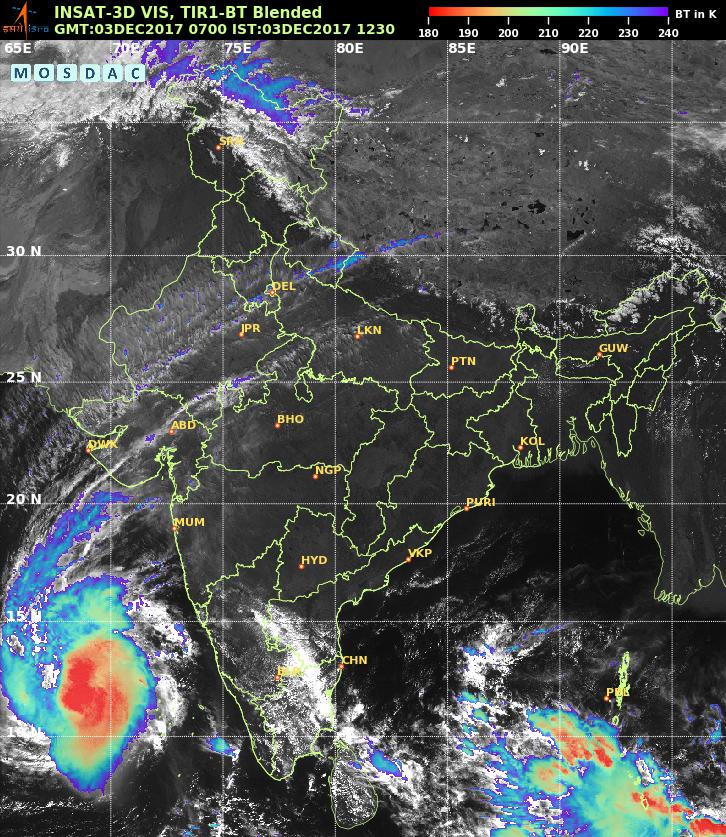 INSAT-3D VIS, TIR1-BT Blended
GMT:03DEC2017 0700 IST:03DEC2017 1230
BT in K
180 190 200 210 220 230 240
65E 70E 75E 80E 85E 90E
MOSDAC
SRN
30 N
DEL
JPR LKN GUW
PTN
25 N
ABD BHO
DWK KOL
NGP
20 N PURI
MUM
HYD VKP
15 N
CHN
PBL